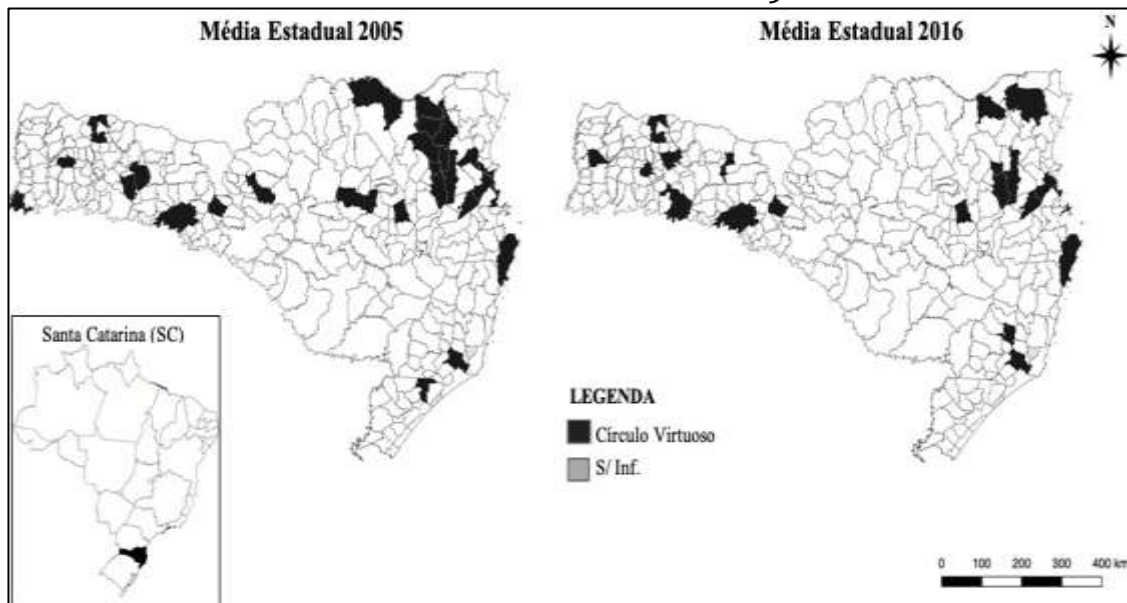 Média Estadual 2005
Média Estadual 2016
N
Santa Catarina (SC)
LEGENDA
Círculo Virtuoso
S/ Inf.
0 100 200 300 400 km